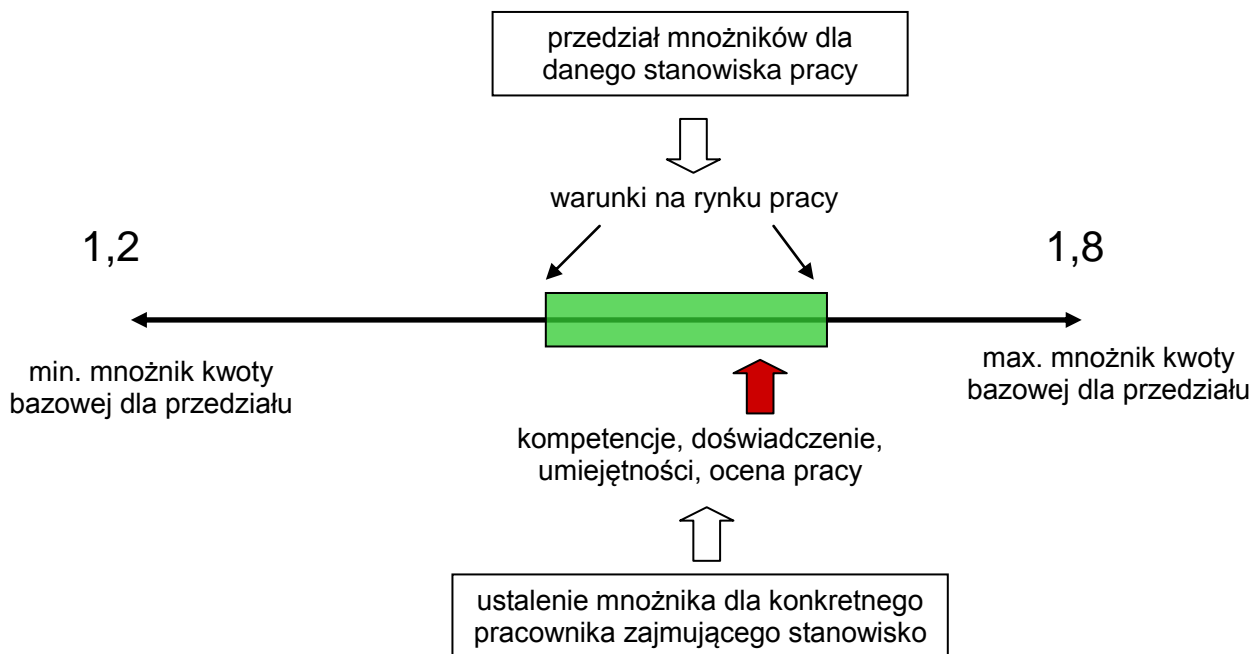 przedział mnożników dla
danego stanowiska pracy
warunki na rynku pracy
1,2
1,8
min. mnożnik kwoty
bazowej dla przedziału
max. mnożnik kwoty
bazowej dla przedziału
kompetencje, doświadczenie,
umiejętności, ocena pracy
ustalenie mnożnika dla konkretnego
pracownika zajmującego stanowisko